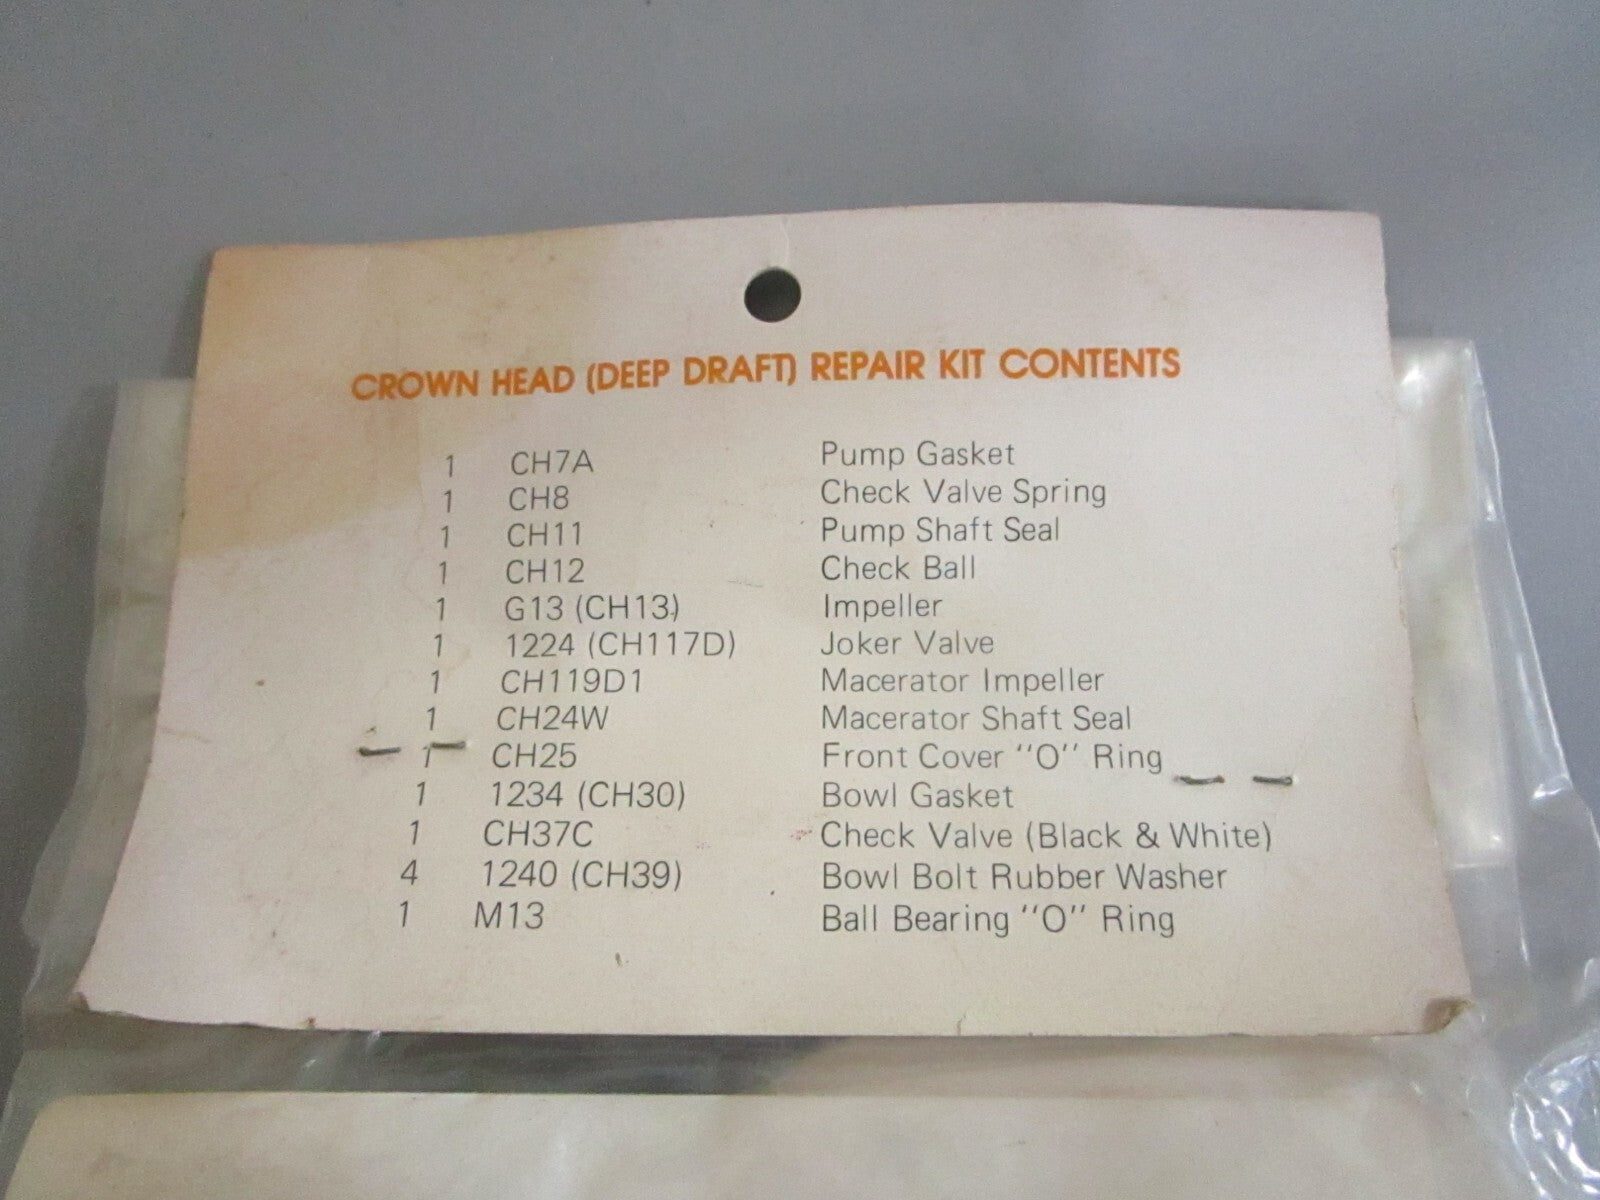 CROWN HEAD (DEEP DRAFT) REPAIR KIT CONTENTS
1 CH7A Pump Gasket
1 CH8 Check Valve Spring
1 CH11 Pump Shaft Seal
1 CH12 Check Ball
1 G13 (CH13) Impeller
1 1224 (CH117D) Joker Valve
1 CH119D1 Macerator Impeller
1 CH24W Macerator Shaft Seal
1 CH25 Front Cover "O" Ring
1 1234 (CH30) Bowl Gasket
1 CH37C Check Valve (Black & White)
4 1240 (CH39) Bowl Bolt Rubber Washer
1 M13 Ball Bearing "O" Ring